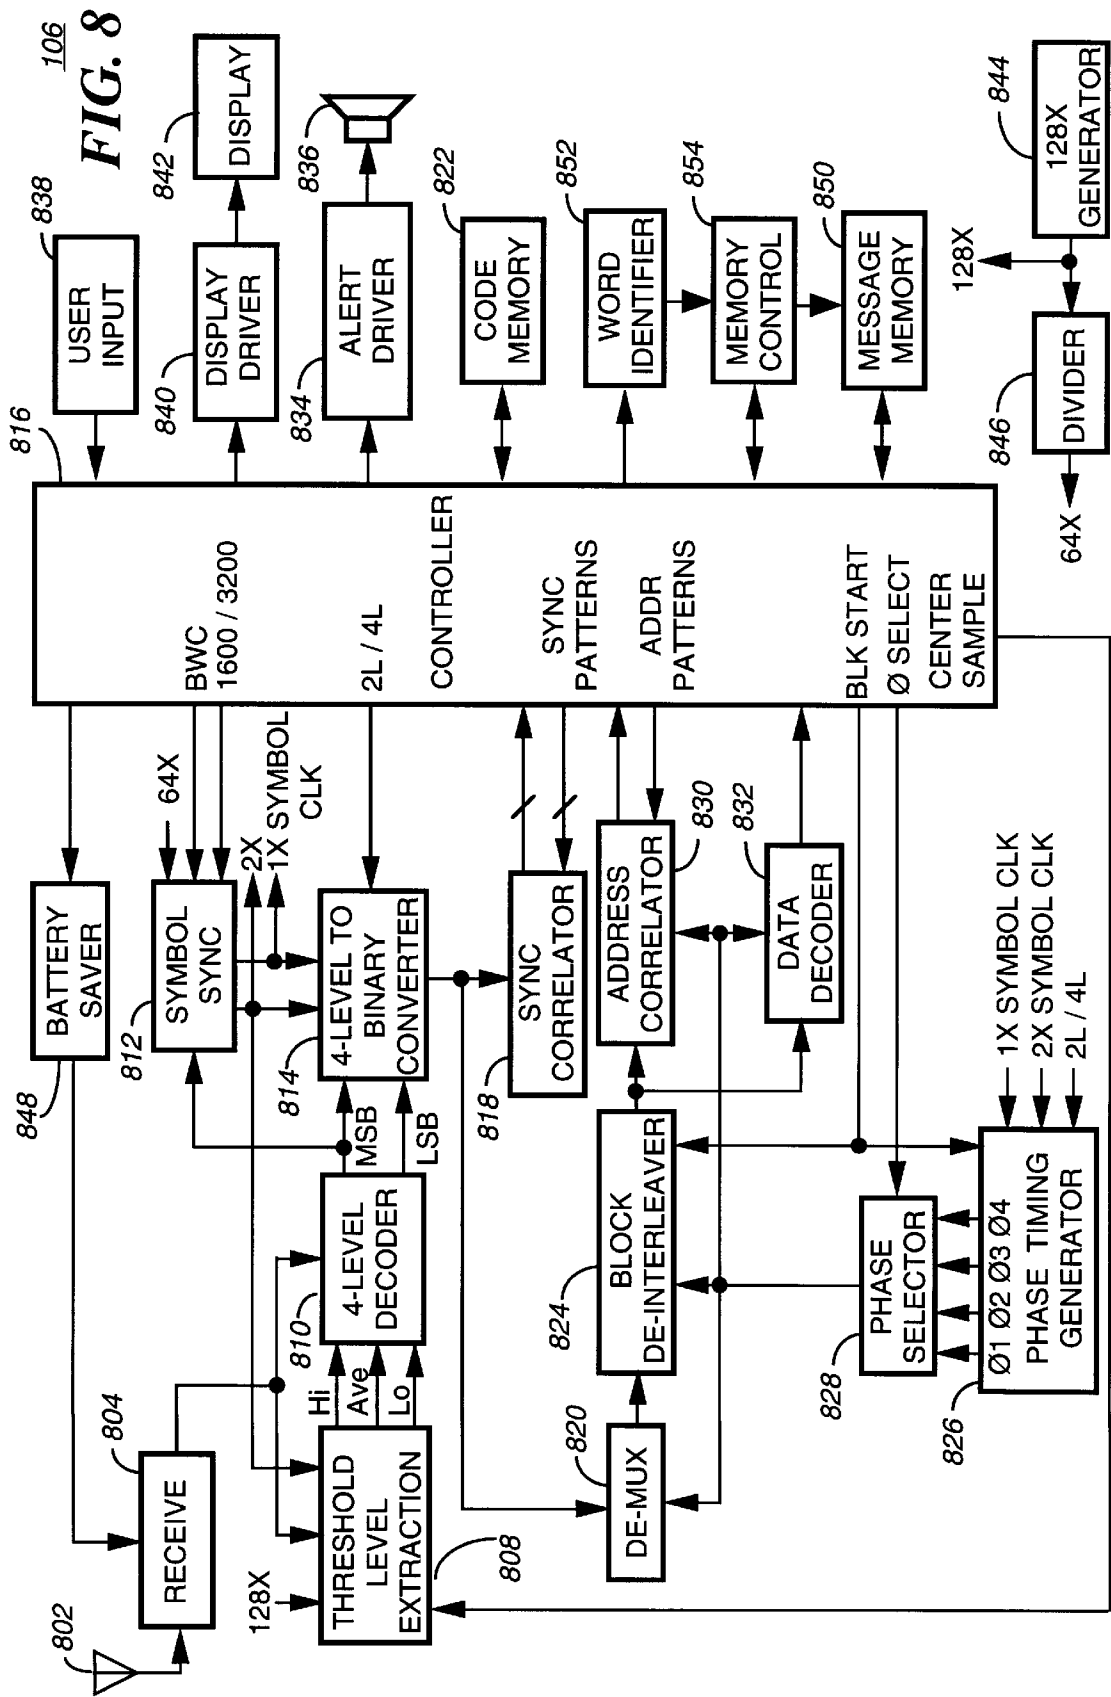 106
FIG. 8
802
804
RECEIVE
848
BATTERY
SAVER
816
838
USER
INPUT
842
DISPLAY
840
DISPLAY
DRIVER
836
834
ALERT
DRIVER
822
CODE
MEMORY
852
WORD
IDENTIFIER
854
MEMORY
CONTROL
850
MESSAGE
MEMORY
844
128X
GENERATOR
128X
846
DIVIDER
64X
BWC
1600 / 3200
2L / 4L
CONTROLLER
SYNC
PATTERNS
ADDR
PATTERNS
BLK START
Ø SELECT
CENTER
SAMPLE
64X
812
SYMBOL
SYNC
2X
1X SYMBOL
CLK
814
4-LEVEL TO
BINARY
CONVERTER
MSB
LSB
810
4-LEVEL
DECODER
Hi
Ave
Lo
128X
THRESHOLD
LEVEL
EXTRACTION
808
818
SYNC
CORRELATOR
830
ADDRESS
CORRELATOR
832
DATA
DECODER
824
BLOCK
DE-INTERLEAVER
820
DE-MUX
828
PHASE
SELECTOR
826
Ø1 Ø2 Ø3 Ø4
PHASE TIMING
GENERATOR
1X SYMBOL CLK
2X SYMBOL CLK
2L / 4L